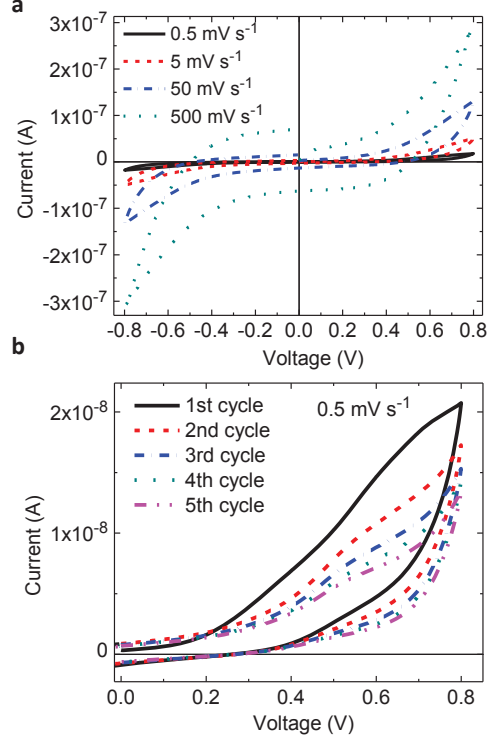 a
3x10⁻⁷
2x10⁻⁷
1x10⁻⁷
0
-1x10⁻⁷
-2x10⁻⁷
-3x10⁻⁷
Current (A)
0.5 mV s⁻¹
5 mV s⁻¹
50 mV s⁻¹
500 mV s⁻¹
-0.8 -0.6 -0.4 -0.2 0.0 0.2 0.4 0.6 0.8
Voltage (V)
b
2x10⁻⁸
1x10⁻⁸
0
Current (A)
1st cycle
2nd cycle
3rd cycle
4th cycle
5th cycle
0.5 mV s⁻¹
0.0 0.2 0.4 0.6 0.8
Voltage (V)